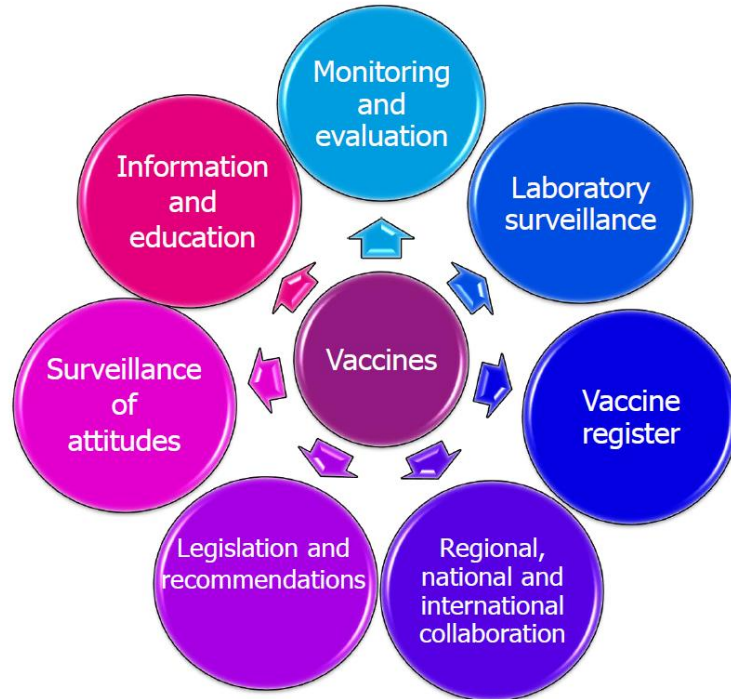 Monitoring
and
evaluation
Laboratory
surveillance
Vaccine
register
Regional,
national and
international
collaboration
Legislation and
recommendations
Surveillance
of
attitudes
Information
and
education
Vaccines